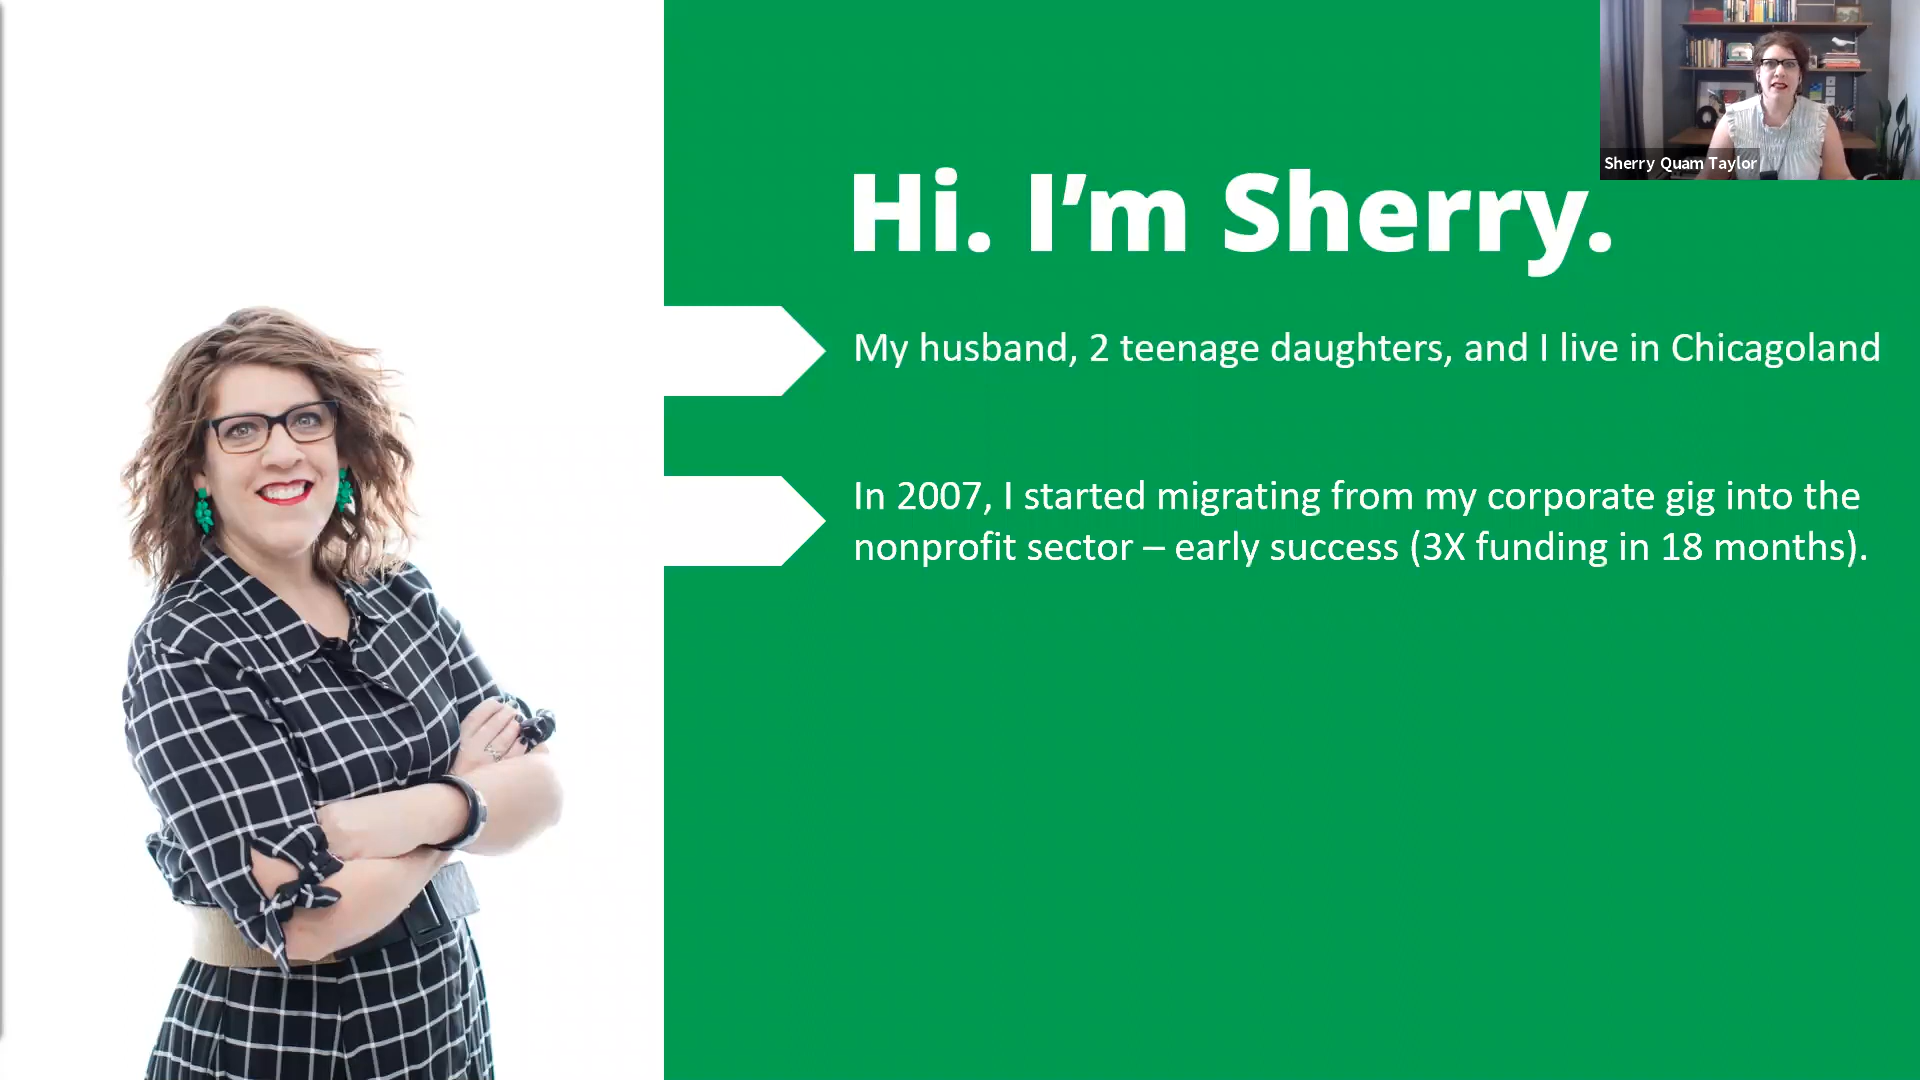 Sherry Quam Taylor
Hi. I’m Sherry.
My husband, 2 teenage daughters, and I live in Chicagoland
In 2007, I started migrating from my corporate gig into the
nonprofit sector – early success (3X funding in 18 months).